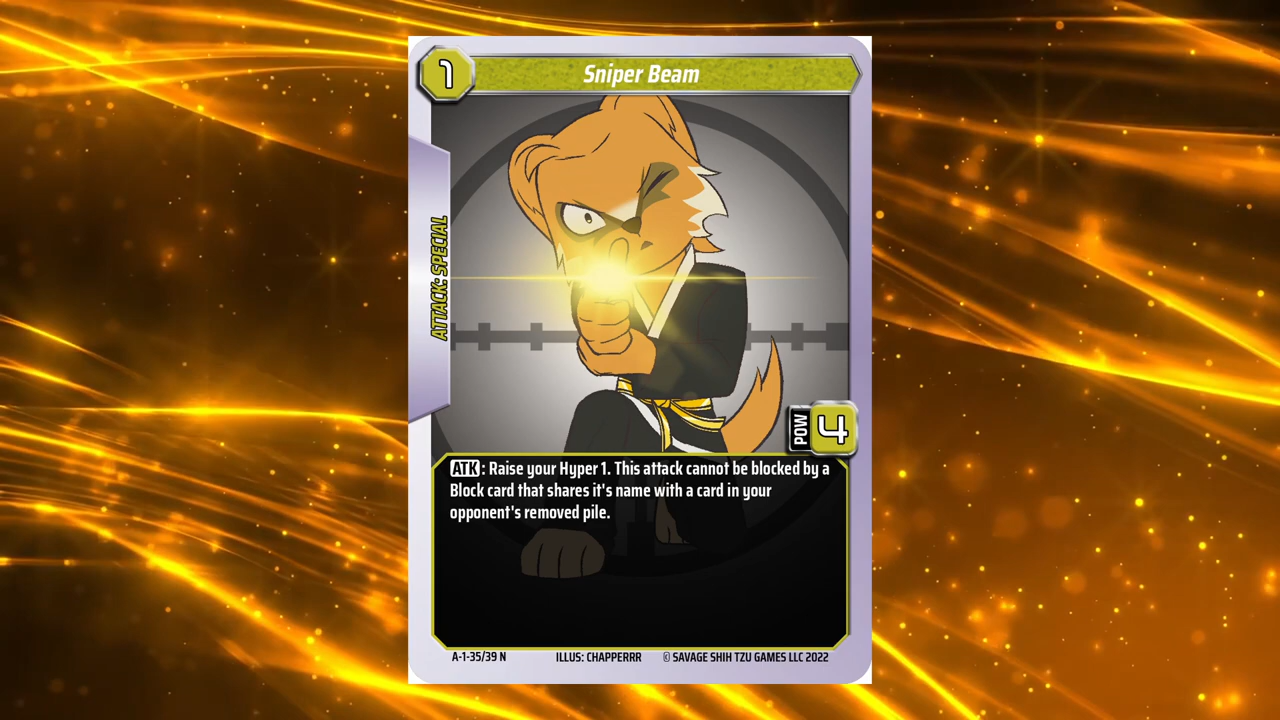 1
Sniper Beam
ATTACK: SPECIAL
POW 4
ATK: Raise your Hyper 1. This attack cannot be blocked by a
Block card that shares it's name with a card in your
opponent's removed pile.
A-1-35/39 N ILLUS: CHAPPERRR © SAVAGE SHIH TZU GAMES LLC 2022